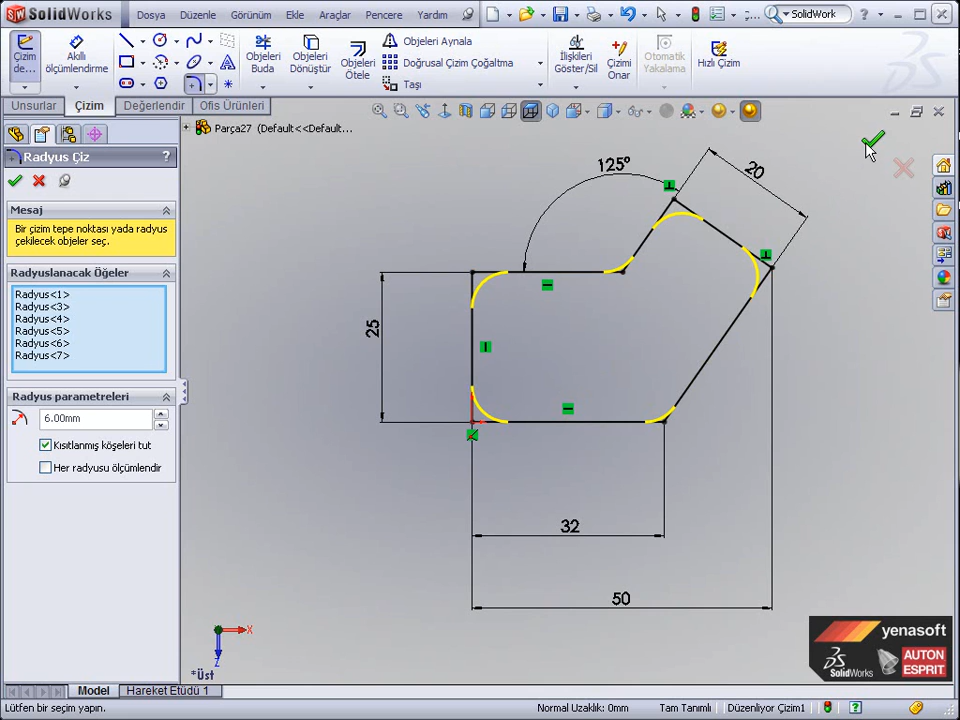 SolidWorks
Dosya Düzenle Görünüm Ekle Araçlar Pencere Yardım
SolidWork
Çizim de...
Akıllı ölçümlendirme
Objeleri Buda
Objeleri Dönüştür
Objeleri Ötele
Objeleri Aynala
Doğrusal Çizim Çoğaltma
Taşı
İlişkileri Göster/Sil
Çizimi Onar
Otomatik Yakalama
Hızlı Çizim
Unsurlar Çizim Değerlendir Ofis Ürünleri
Parça27 (Default<<Default...
Radyus Çiz ?
Mesaj
Bir çizim tepe noktası yada radyus
çekilecek objeler seç.
Radyuslanacak Öğeler
Radyus<1>
Radyus<3>
Radyus<4>
Radyus<5>
Radyus<6>
Radyus<7>
Radyus parametreleri
6.00mm
Kısıtlanmış köşeleri tut
Her radyusu ölçümlendir
125°
20
25
32
50
X
Z
*Üst
yenasoft
SolidWorks
AUTON
ESPRIT
Model Hareket Etüdü 1
Lütfen bir seçim yapın.
Normal Uzaklık: 0mm Tam Tanımlı Düzenliyor Çizim1